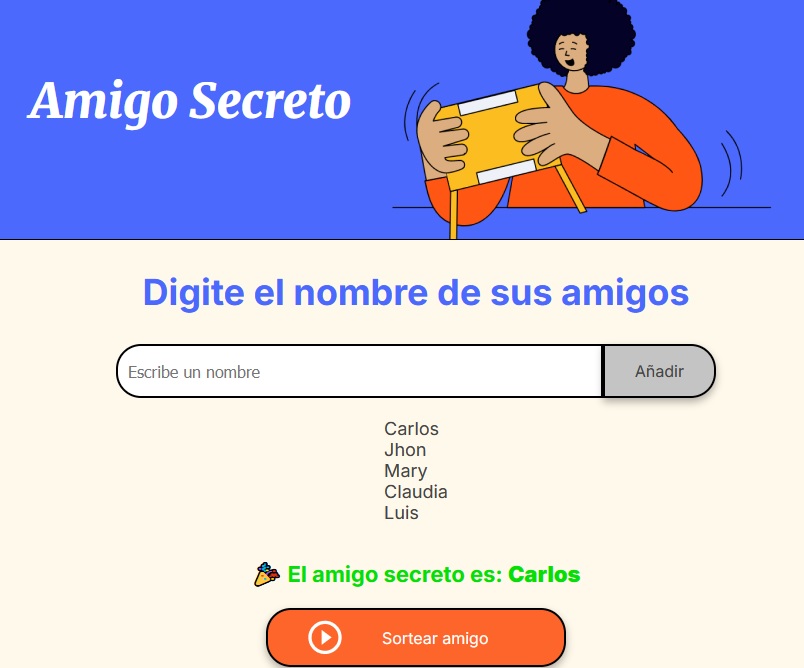 Amigo Secreto
Digite el nombre de sus amigos
Escribe un nombre
Añadir
Carlos
Jhon
Mary
Claudia
Luis
🎉 El amigo secreto es: Carlos
Sortear amigo